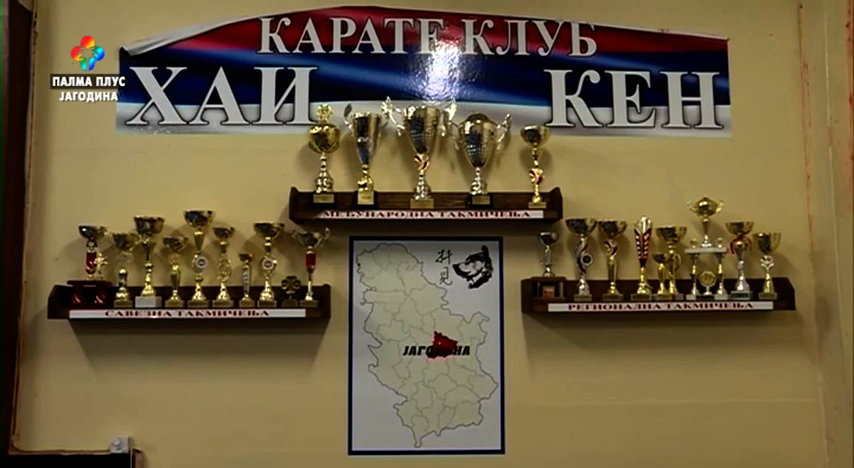 КАРАТЕ КЛУБ
ХАИ КЕН
ПАЛМА ПЛУС
ЈАГОДИНА
МЕЂУНАРОДНА ТАКМИЧЕЊА
САВЕЗНА ТАКМИЧЕЊА
РЕГИОНАЛНА ТАКМИЧЕЊА
ЈАГОДИНА